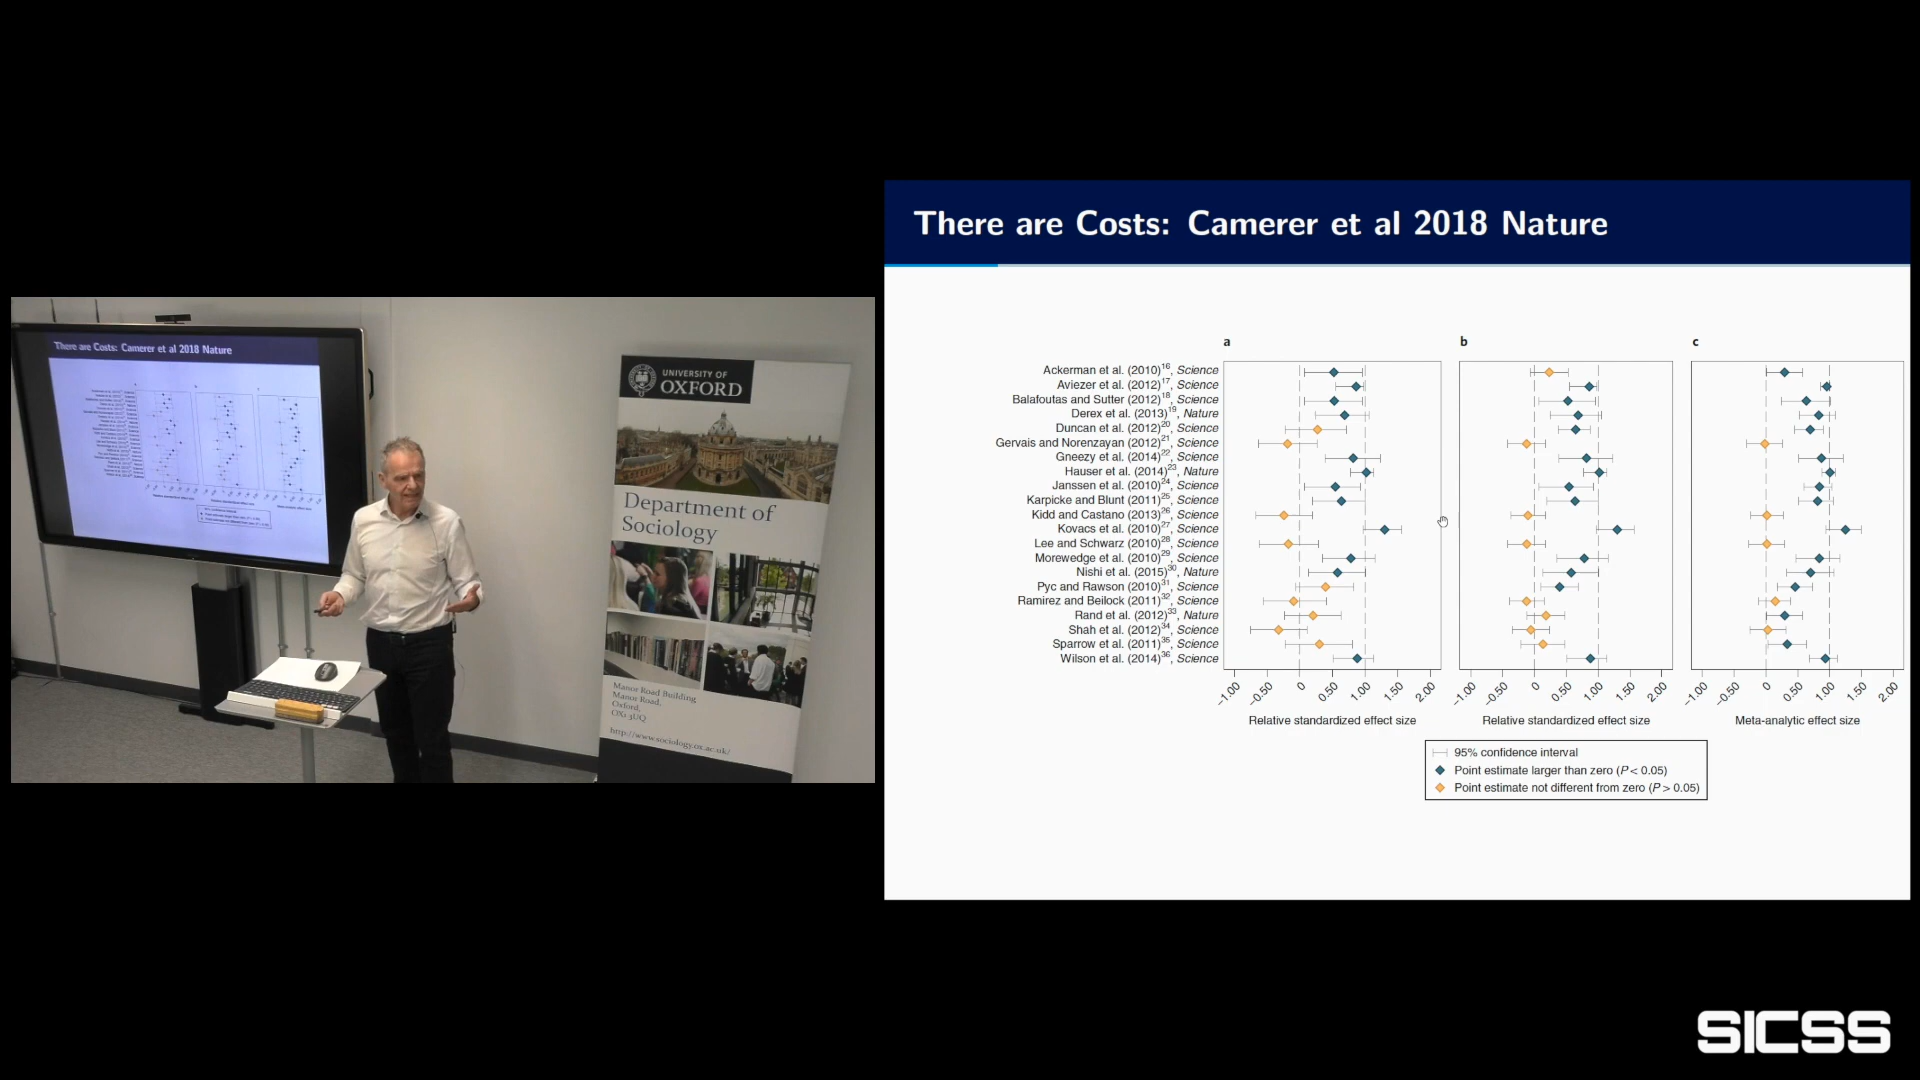 There are Costs: Camerer et al 2018 Nature
UNIVERSITY OF
OXFORD
Department of
Sociology
Manor Road Building
Manor Road,
Oxford,
OX1 3UQ
http://www.sociology.ox.ac.uk/
There are Costs: Camerer et al 2018 Nature
a b c
Ackerman et al. (2010)16, Science
Aviezer et al. (2012)17, Science
Balafoutas and Sutter (2012)18, Science
Derex et al. (2013)19, Nature
Duncan et al. (2012)20, Science
Gervais and Norenzayan (2012)21, Science
Gneezy et al. (2014)22, Science
Hauser et al. (2014)23, Nature
Janssen et al. (2010)24, Science
Karpicke and Blunt (2011)25, Science
Kidd and Castano (2013)26, Science
Kovacs et al. (2010)27, Science
Lee and Schwarz (2010)28, Science
Morewedge et al. (2010)29, Science
Nishi et al. (2015)30, Nature
Pyc and Rawson (2010)31, Science
Ramirez and Beilock (2011)32, Science
Rand et al. (2012)33, Nature
Shah et al. (2012)34, Science
Sparrow et al. (2011)35, Science
Wilson et al. (2014)36, Science
−1.00 −0.50 0 0.50 1.00 1.50 2.00
−1.00 −0.50 0 0.50 1.00 1.50 2.00
−1.00 −0.50 0 0.50 1.00 1.50 2.00
Relative standardized effect size
Relative standardized effect size
Meta-analytic effect size
95% confidence interval
Point estimate larger than zero (P < 0.05)
Point estimate not different from zero (P > 0.05)
SICSS